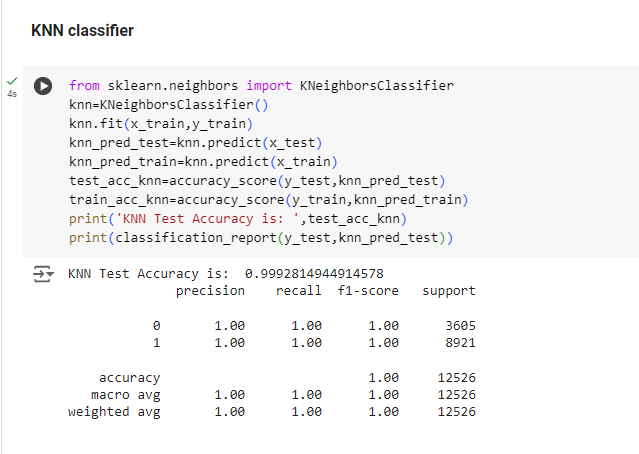 KNN classifier
4s
from sklearn.neighbors import KNeighborsClassifier
knn=KNeighborsClassifier()
knn.fit(x_train,y_train)
knn_pred_test=knn.predict(x_test)
knn_pred_train=knn.predict(x_train)
test_acc_knn=accuracy_score(y_test,knn_pred_test)
train_acc_knn=accuracy_score(y_train,knn_pred_train)
print('KNN Test Accuracy is: ',test_acc_knn)
print(classification_report(y_test,knn_pred_test))
KNN Test Accuracy is:  0.9992814944914578
precision recall f1-score support
0 1.00 1.00 1.00 3605
1 1.00 1.00 1.00 8921
accuracy 1.00 12526
macro avg 1.00 1.00 1.00 12526
weighted avg 1.00 1.00 1.00 12526